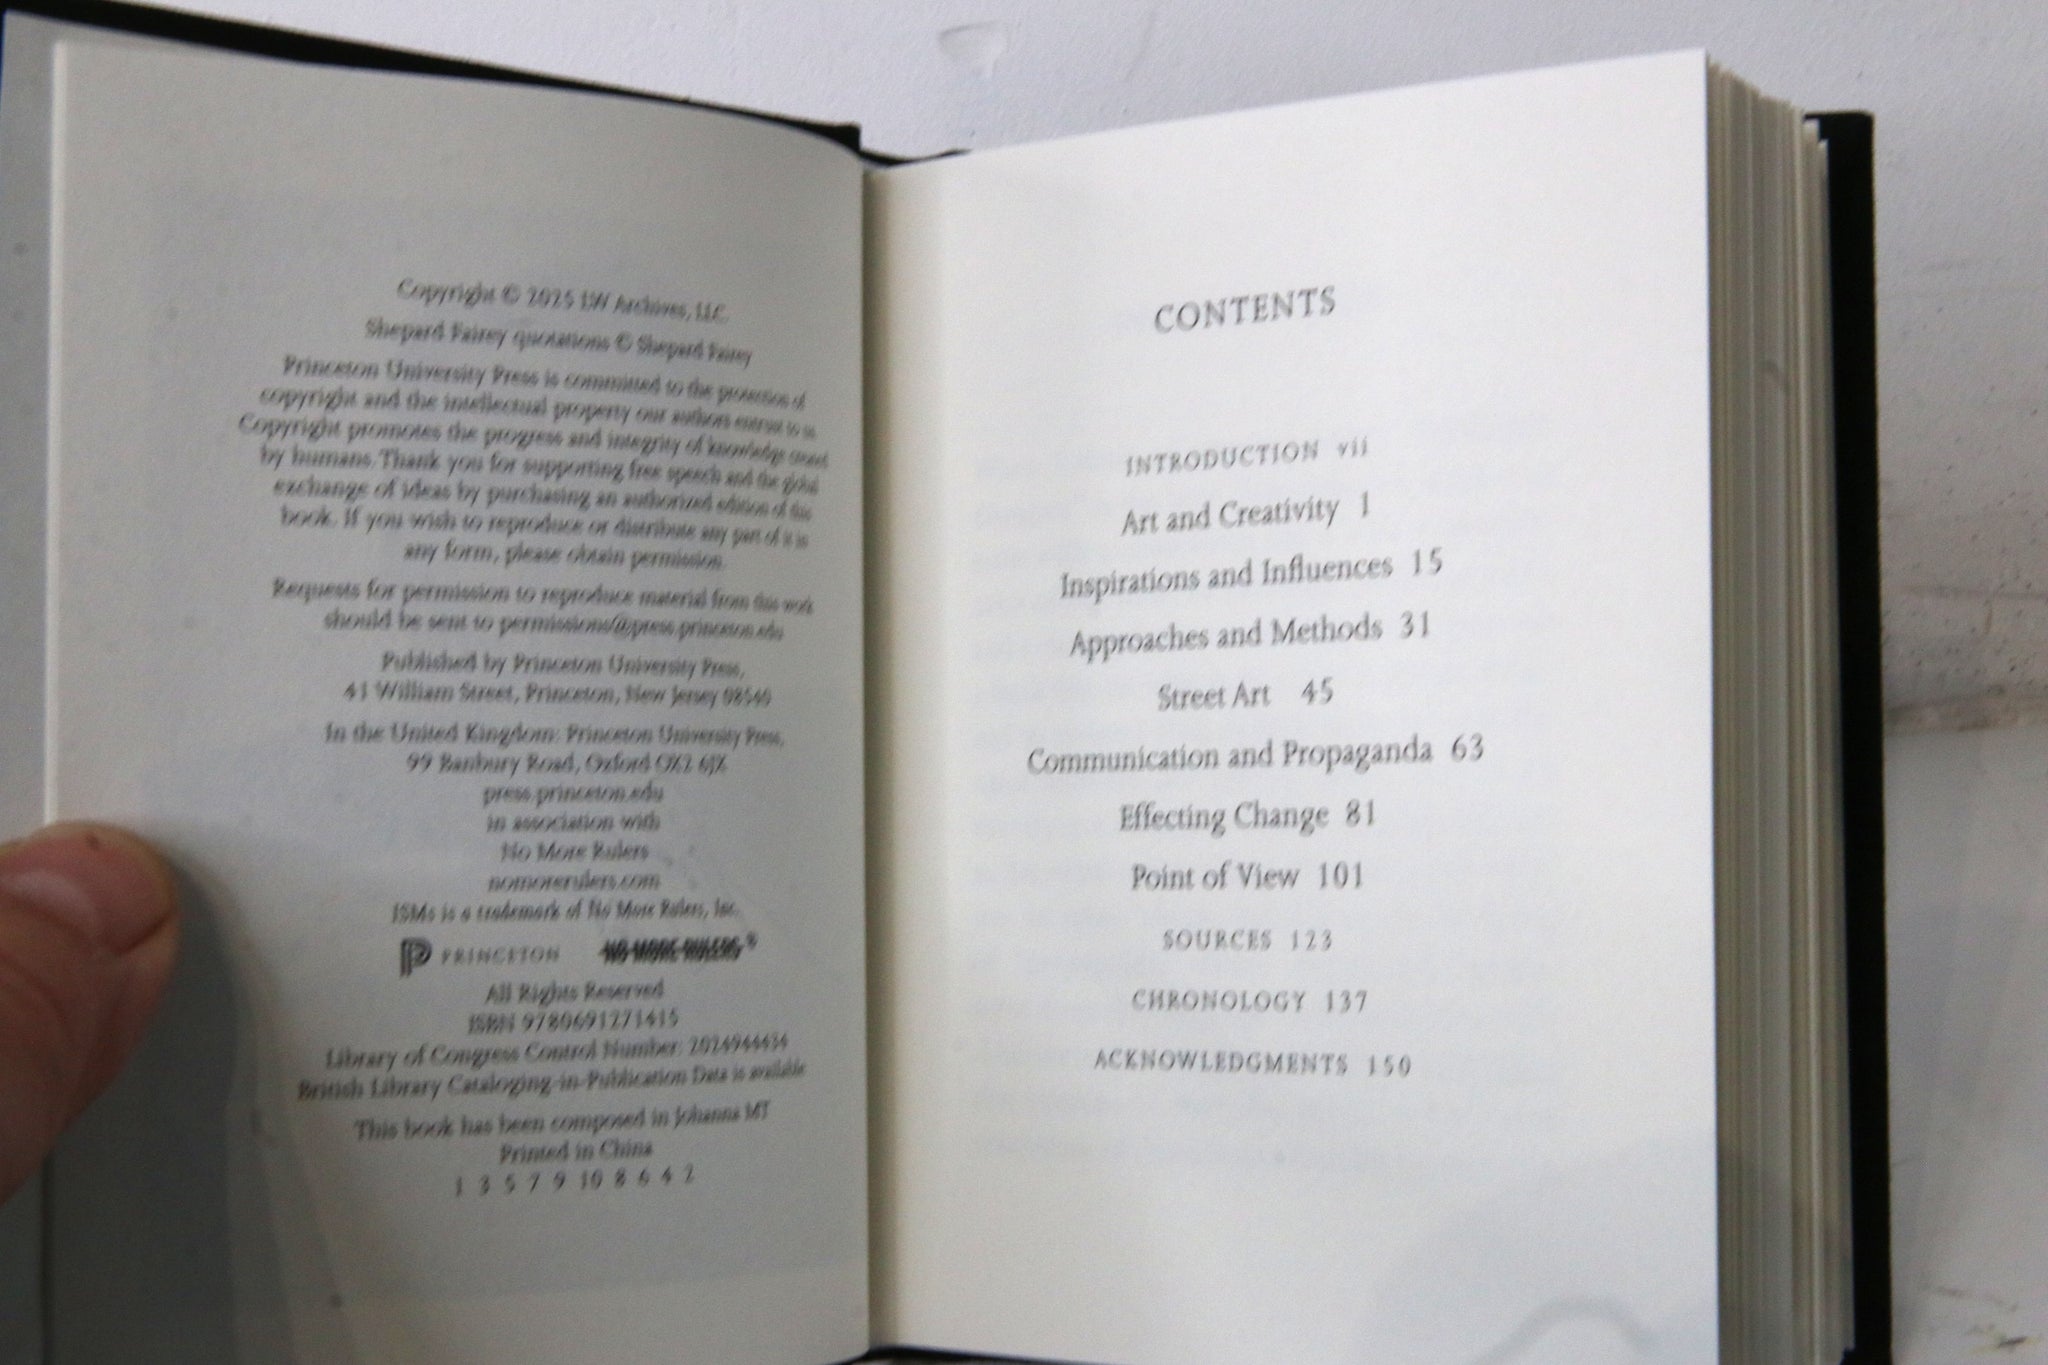 Copyright © 2025 LW Archives, LLC.
Shepard Fairey quotations © Shepard Fairey
Princeton University Press is committed to the protection of
copyright and the intellectual property our authors entrust to us.
Copyright promotes the progress and integrity of knowledge created
by humans. Thank you for supporting free speech and the global
exchange of ideas by purchasing an authorized edition of this
book. If you wish to reproduce or distribute any part of it in
any form, please obtain permission.
Requests for permission to reproduce material from this work
should be sent to permissions@press.princeton.edu
Published by Princeton University Press,
41 William Street, Princeton, New Jersey 08540
In the United Kingdom: Princeton University Press,
99 Banbury Road, Oxford OX2 6JX
press.princeton.edu
in association with
No More Rulers
nomorerulers.com
ISMs is a trademark of No More Rulers, Inc.
PRINCETON NO MORE RULERS®
All Rights Reserved
ISBN 9780691271415
Library of Congress Control Number: 2024944434
British Library Cataloging-in-Publication Data is available
This book has been composed in Johanna MT
Printed in China
1 3 5 7 9 10 8 6 4 2
CONTENTS
INTRODUCTION vii
Art and Creativity 1
Inspirations and Influences 15
Approaches and Methods 31
Street Art 45
Communication and Propaganda 63
Effecting Change 81
Point of View 101
SOURCES 123
CHRONOLOGY 137
ACKNOWLEDGMENTS 150